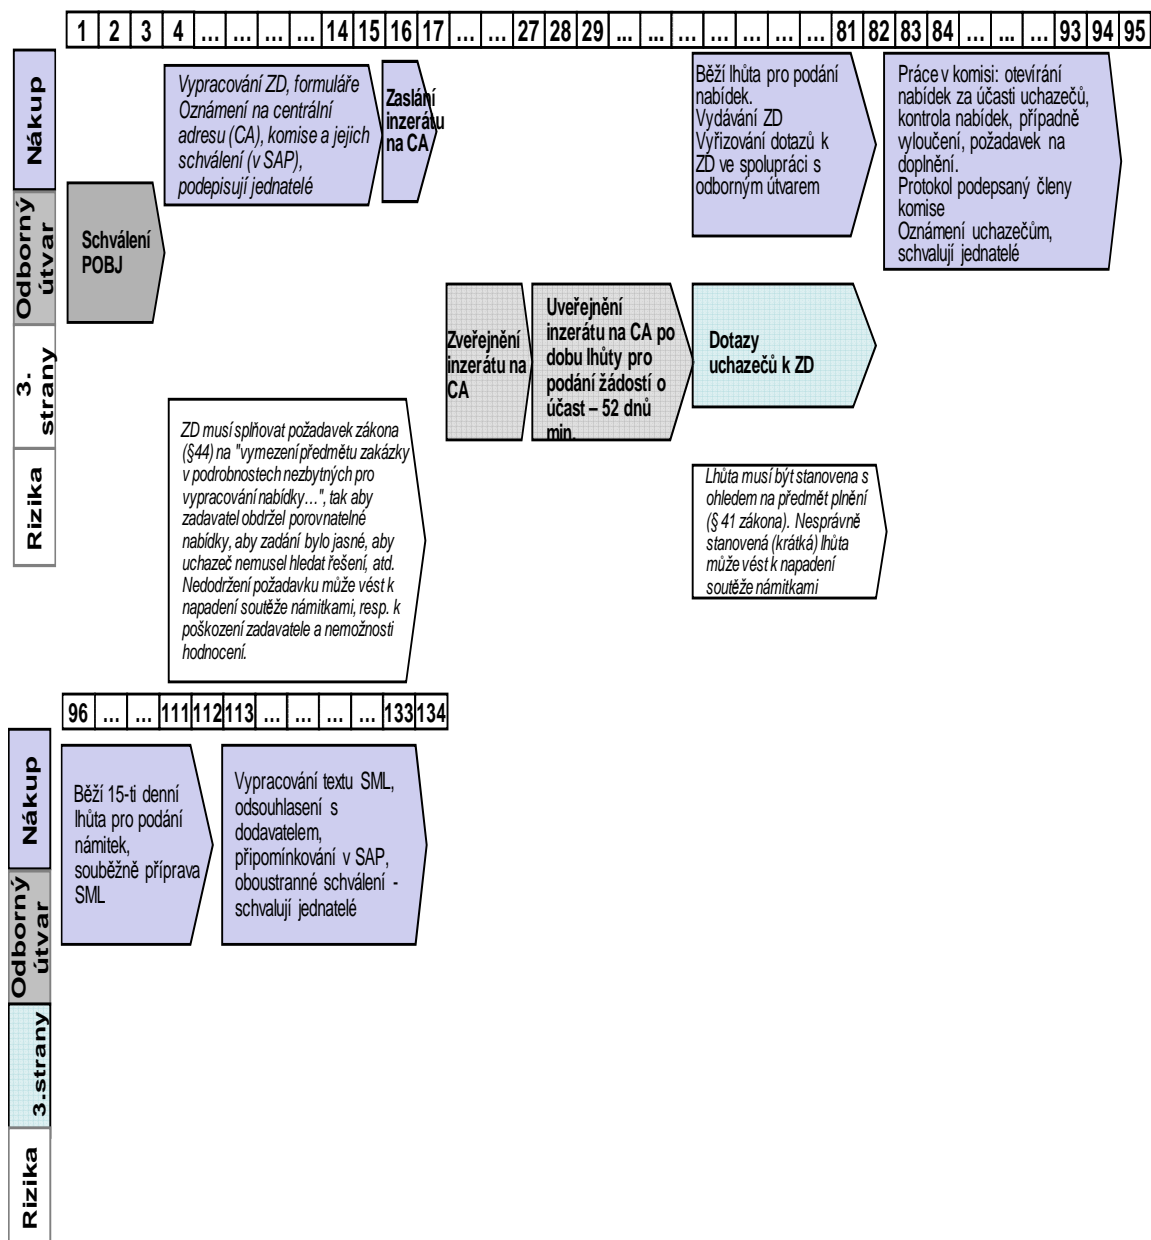 1 2 3 4 ... ... ... ... 14 15 16 17 ... ... 27 28 29 ... ... ... ... ... ... ... 81 82 83 84 ... ... ... 93 94 95
Nákup
Odborný
útvar
3.
strany
Rizika
Vypracování ZD, formuláře
Oznámení na centrální
adresu (CA), komise a jejich
schválení (v SAP),
podepisují jednatelé
Zaslání
inzerátu
na CA
Běží lhůta pro podání
nabídek.
Vydávání ZD
Vyřizování dotazů k
ZD ve spolupráci s
odborným útvarem
Práce v komisi: otevírání
nabídek za účasti uchazečů,
kontrola nabídek, případně
vyloučení, požadavek na
doplnění.
Protokol podepsaný členy
komise
Oznámení uchazečům,
schvalují jednatelé
Schválení
POBJ
Zveřejnění
inzerátu na
CA
Uveřejnění
inzerátu na CA po
dobu lhůty pro
podání žádostí o
účast – 52 dnů
min.
Dotazy
uchazečů k ZD
ZD musí splňovat požadavek zákona
(§44) na "vymezení předmětu zakázky
v podrobnostech nezbytných pro
vypracování nabídky…", tak aby
zadavatel obdržel porovnatelné
nabídky, aby zadání bylo jasné, aby
uchazeč nemusel hledat řešení, atd.
Nedodržení požadavku může vést k
napadení soutěže námitkami, resp. k
poškození zadavatele a nemožnosti
hodnocení.
Lhůta musí být stanovena s
ohledem na předmět plnění
(§ 41 zákona). Nesprávně
stanovená (krátká) lhůta
může vést k napadení
soutěže námitkami
96 ... ... 111 112 113 ... ... ... ... 133 134
Nákup
Odborný
útvar
3.strany
Rizika
Běží 15-ti denní
lhůta pro podání
námitek,
souběžně příprava
SML
Vypracování textu SML,
odsouhlasení s
dodavatelem,
připomínkování v SAP,
oboustranné schválení -
schvalují jednatelé